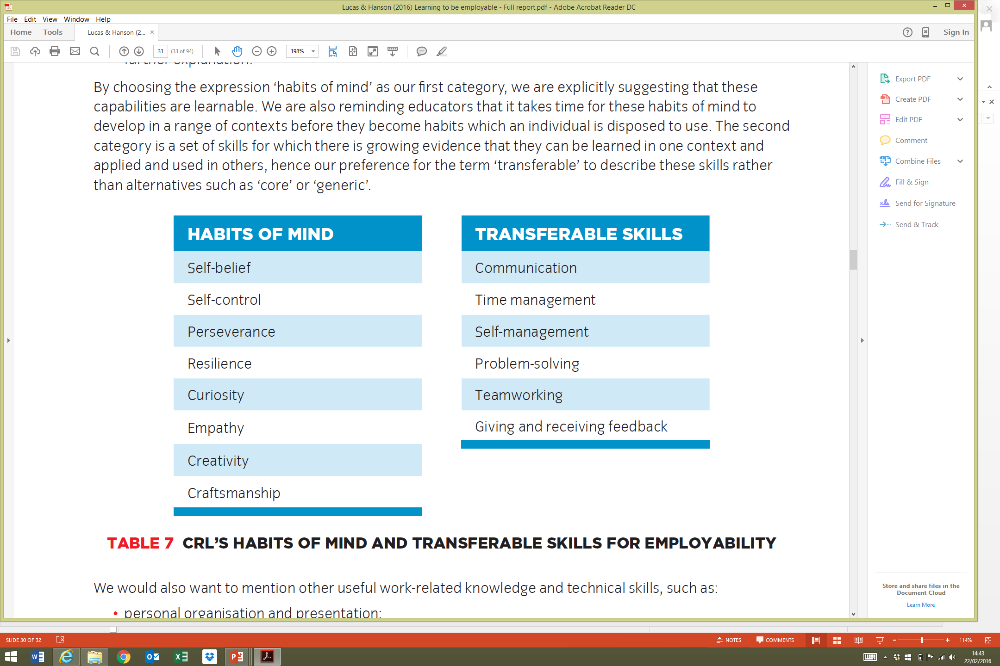 Lucas & Hanson (2016) Learning to be employable - Full report.pdf - Adobe Acrobat Reader DC
File Edit View Window Help
Home Tools Lucas & Hanson (2... × Sign In
31 (33 of 94) 198%
further explanation.
By choosing the expression ‘habits of mind’ as our first category, we are explicitly suggesting that these
capabilities are learnable. We are also reminding educators that it takes time for these habits of mind to
develop in a range of contexts before they become habits which an individual is disposed to use. The second
category is a set of skills for which there is growing evidence that they can be learned in one context and
applied and used in others, hence our preference for the term ‘transferable’ to describe these skills rather
than alternatives such as ‘core’ or ‘generic’.
HABITS OF MIND
Self-belief
Self-control
Perseverance
Resilience
Curiosity
Empathy
Creativity
Craftsmanship
TRANSFERABLE SKILLS
Communication
Time management
Self-management
Problem-solving
Teamworking
Giving and receiving feedback
TABLE 7 CRL’S HABITS OF MIND AND TRANSFERABLE SKILLS FOR EMPLOYABILITY
We would also want to mention other useful work-related knowledge and technical skills, such as:
• personal organisation and presentation;
Export PDF
Create PDF
Edit PDF
Comment
Combine Files
Fill & Sign
Send for Signature
Send & Track
Store and share files in the
Document Cloud
Learn More
SLIDE 30 OF 32 NOTES COMMENTS 114%
14:43
22/02/2016